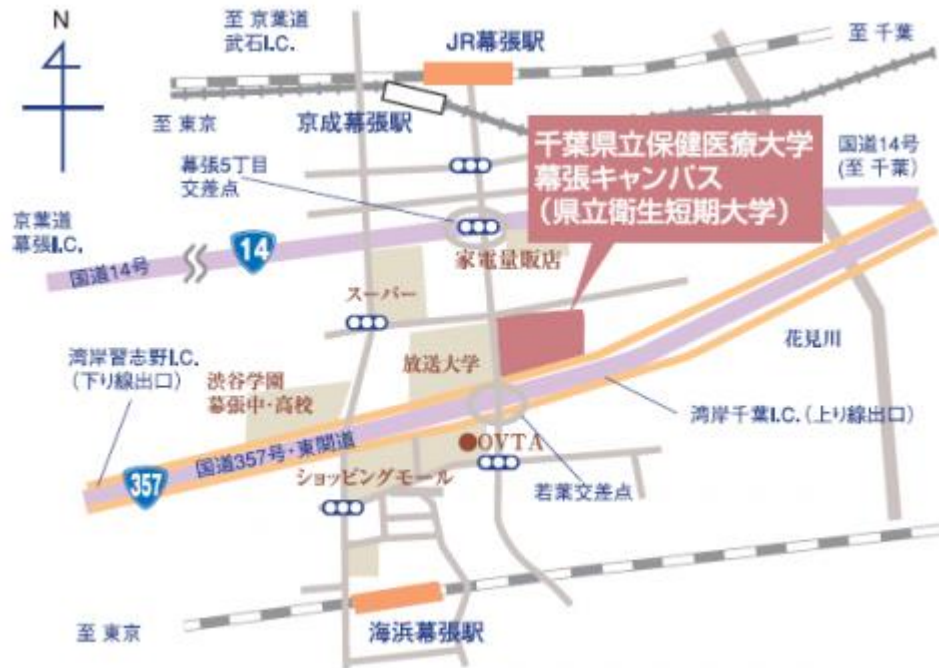 N
至 京葉道
武石I.C.
JR幕張駅
至 千葉
至 東京
京成幕張駅
千葉県立保健医療大学
幕張キャンパス
（県立衛生短期大学）
国道14号
(至 千葉)
幕張5丁目
交差点
京葉道
幕張I.C.
14
国道14号
家電量販店
スーパー
湾岸習志野I.C.
（下り線出口）
渋谷学園
幕張中・高校
放送大学
花見川
湾岸千葉I.C.（上り線出口）
国道357号・東関道
OVTA
357
ショッピングモール
若葉交差点
至 東京
海浜幕張駅